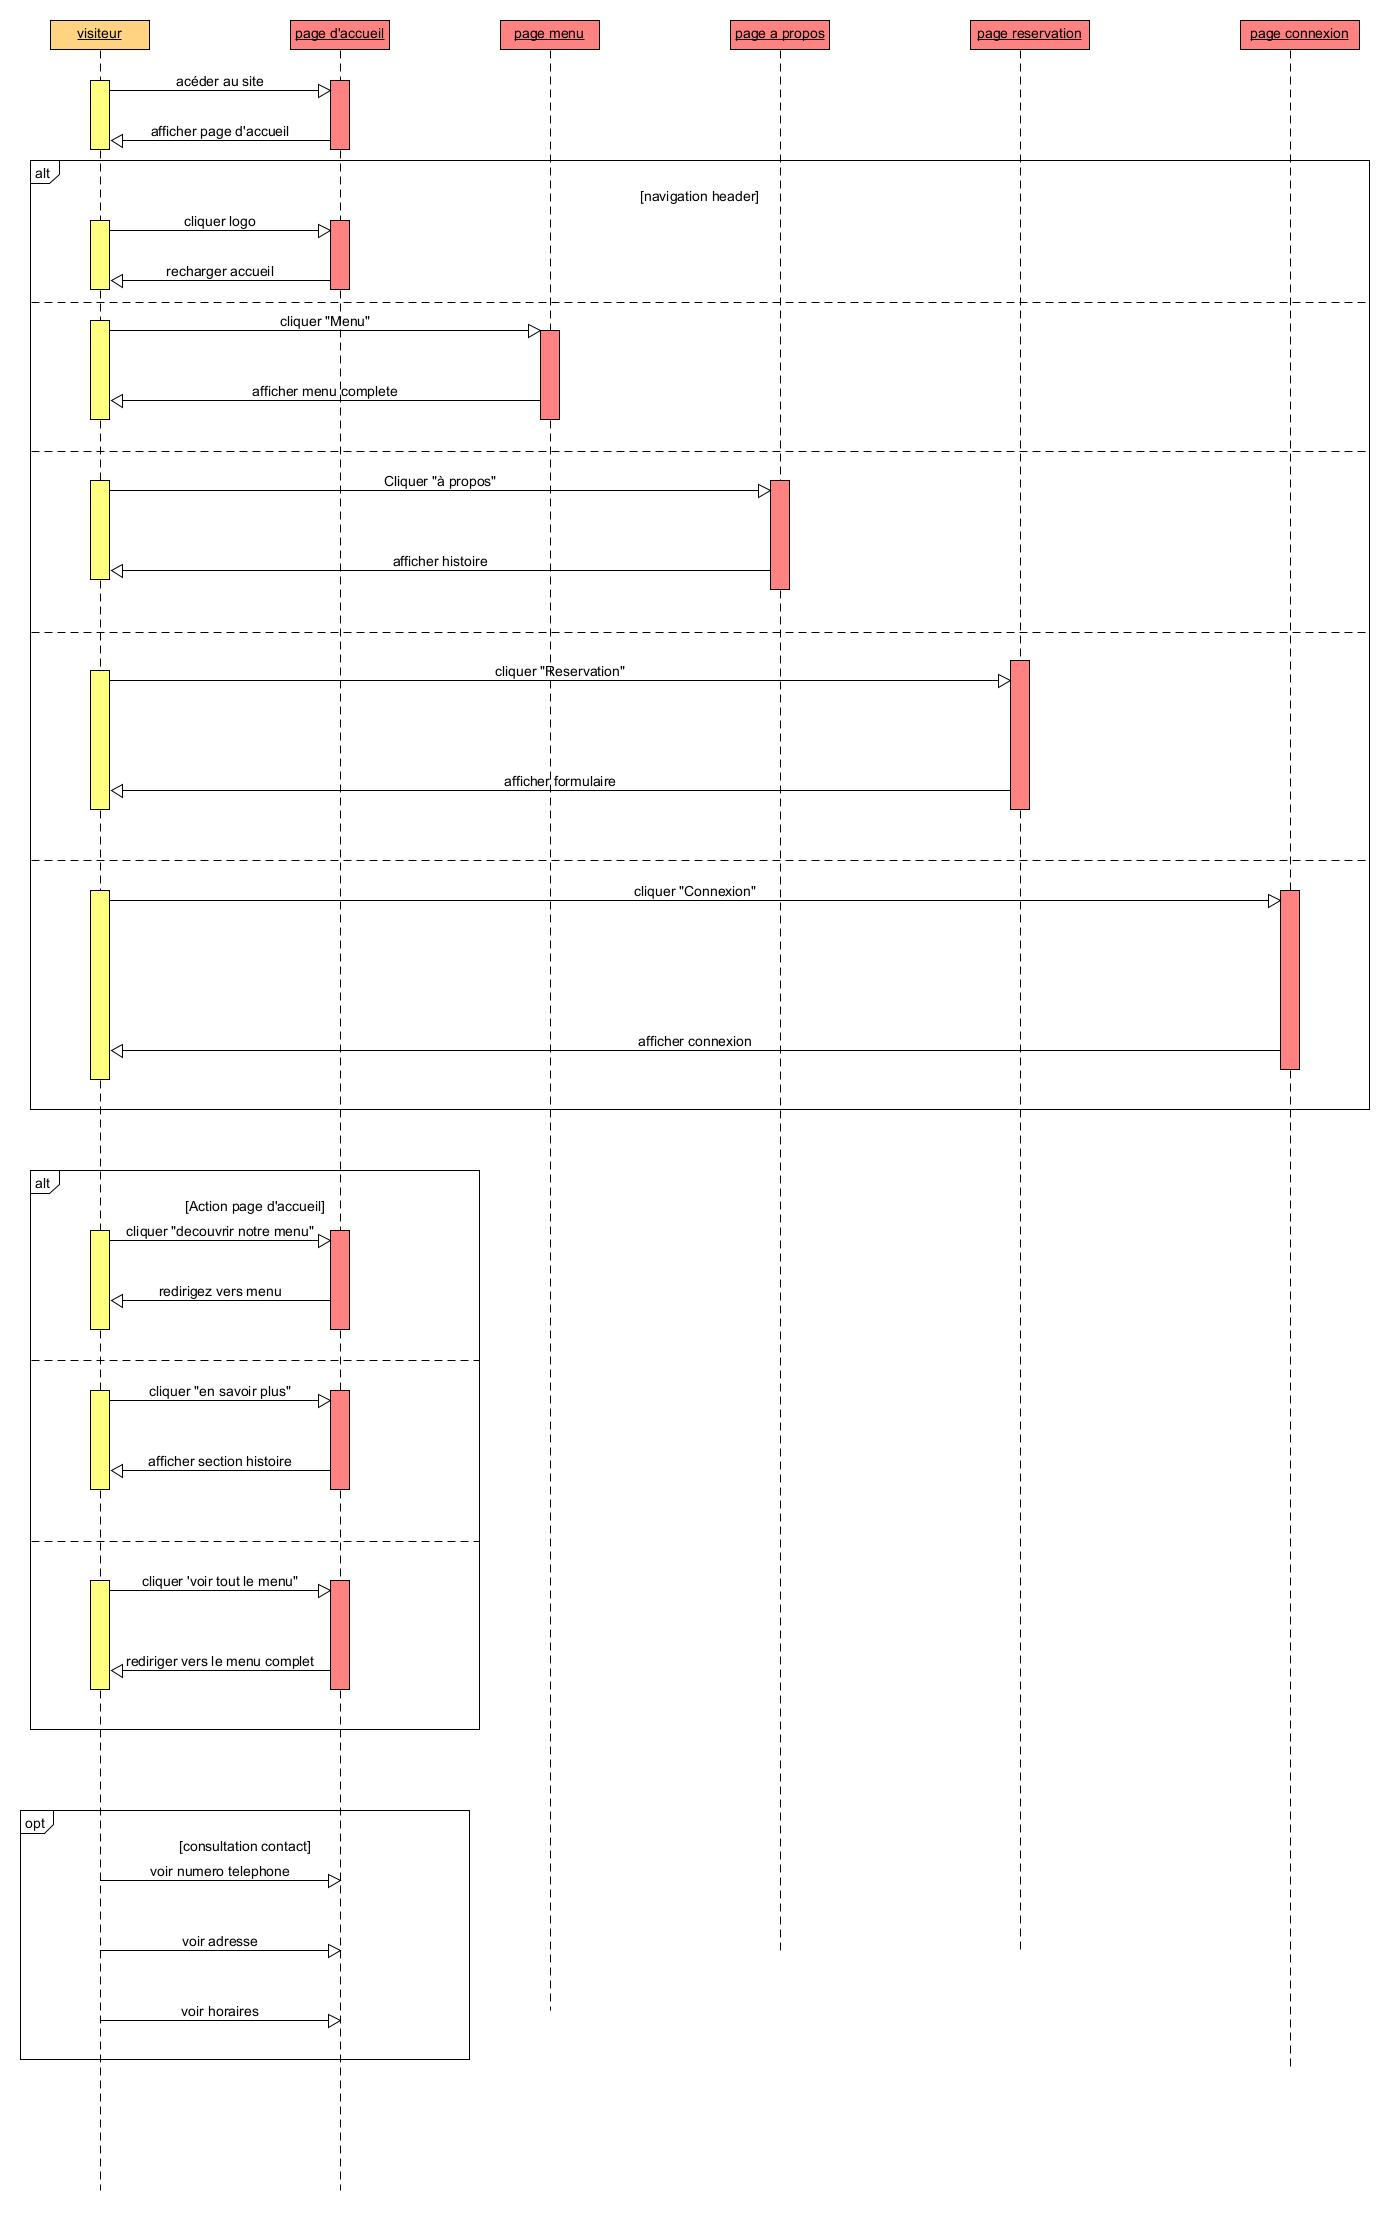 visiteur
page d'accueil
page menu
page a propos
page reservation
page connexion
acéder au site
afficher page d'accueil
alt
[navigation header]
cliquer logo
recharger accueil
cliquer "Menu"
afficher menu complete
Cliquer "à propos"
afficher histoire
cliquer "Reservation"
afficher formulaire
cliquer "Connexion"
afficher connexion
alt
[Action page d'accueil]
cliquer "decouvrir notre menu"
redirigez vers menu
cliquer "en savoir plus"
afficher section histoire
cliquer 'voir tout le menu"
rediriger vers le menu complet
opt
[consultation contact]
voir numero telephone
voir adresse
voir horaires